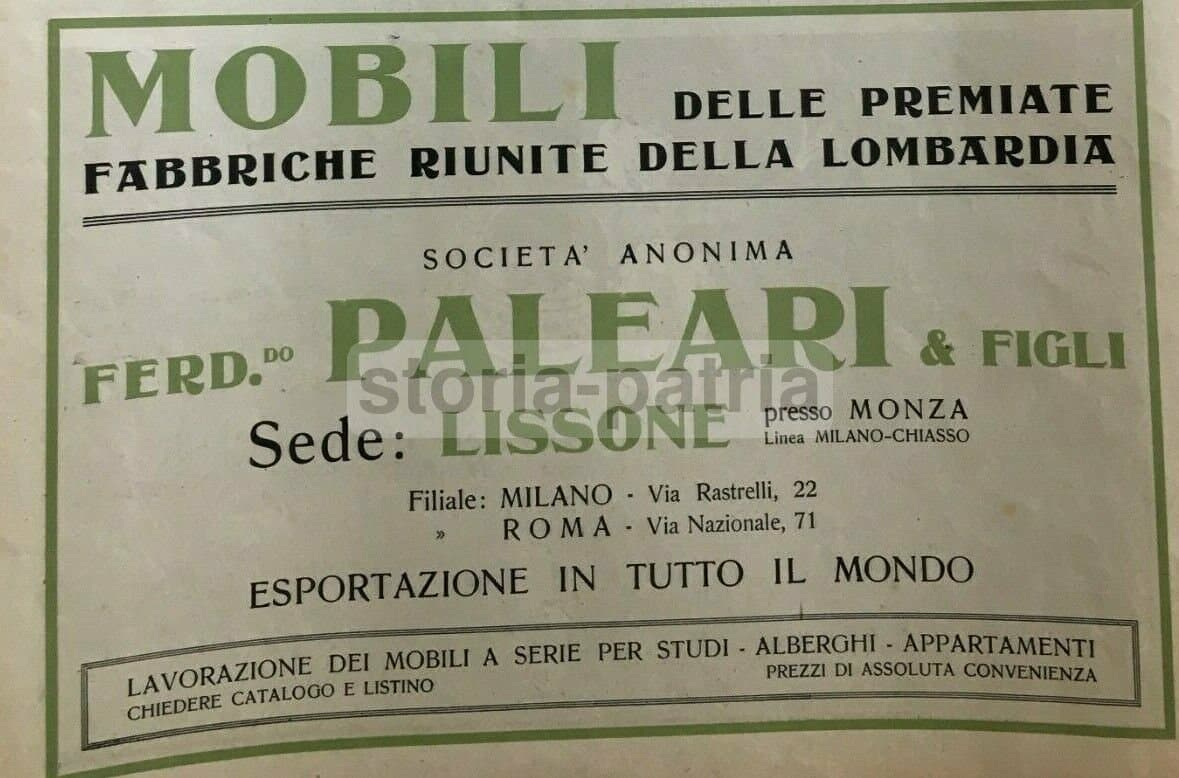 MOBILI DELLE PREMIATE
FABBRICHE RIUNITE DELLA LOMBARDIA
SOCIETA' ANONIMA
FERD.DO PALEARI & FIGLI
storia-patria
Sede: LISSONE presso MONZA
Linea MILANO-CHIASSO
Filiale: MILANO - Via Rastrelli, 22
» ROMA - Via Nazionale, 71
ESPORTAZIONE IN TUTTO IL MONDO
LAVORAZIONE DEI MOBILI A SERIE PER STUDI - ALBERGHI - APPARTAMENTI
CHIEDERE CATALOGO E LISTINO PREZZI DI ASSOLUTA CONVENIENZA